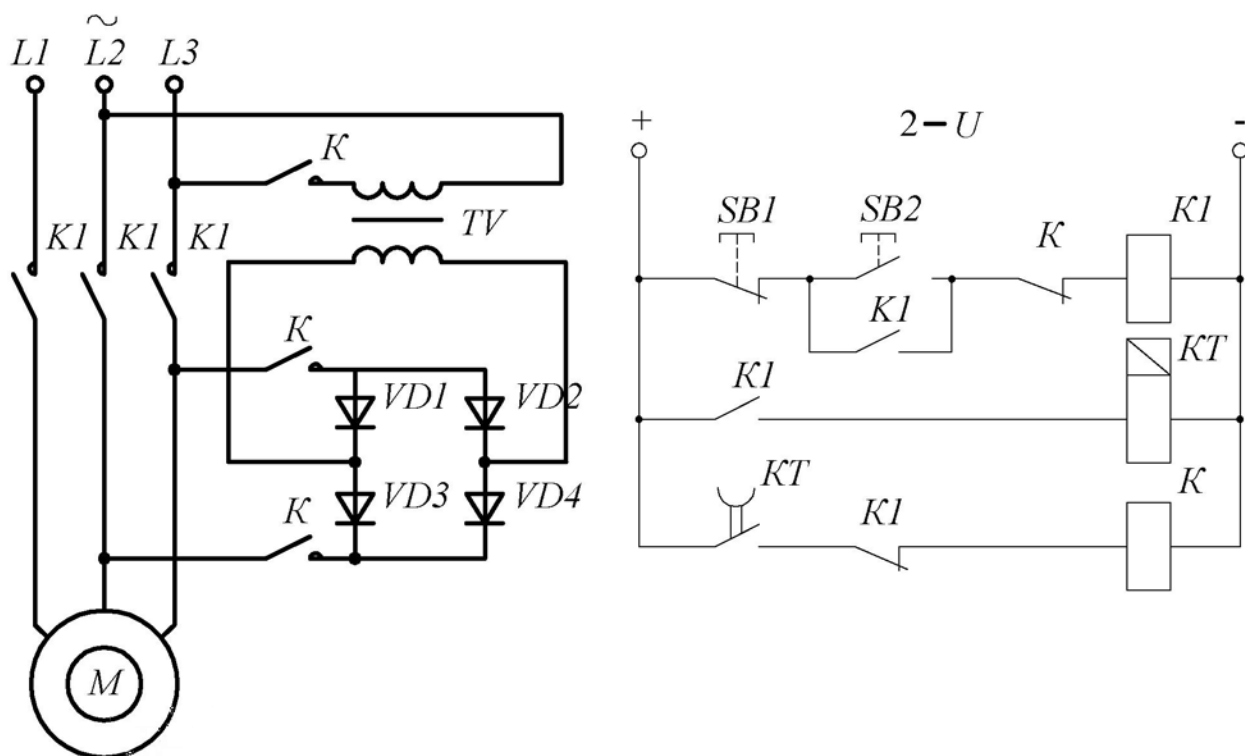 ~
L1 L2 L3
K
K1 K1 K1
TV
K
VD1 VD2
K
VD3 VD4
M
+ 2 – U -
SB1 SB2 K K1
K1
KT
K1
KT K1 K